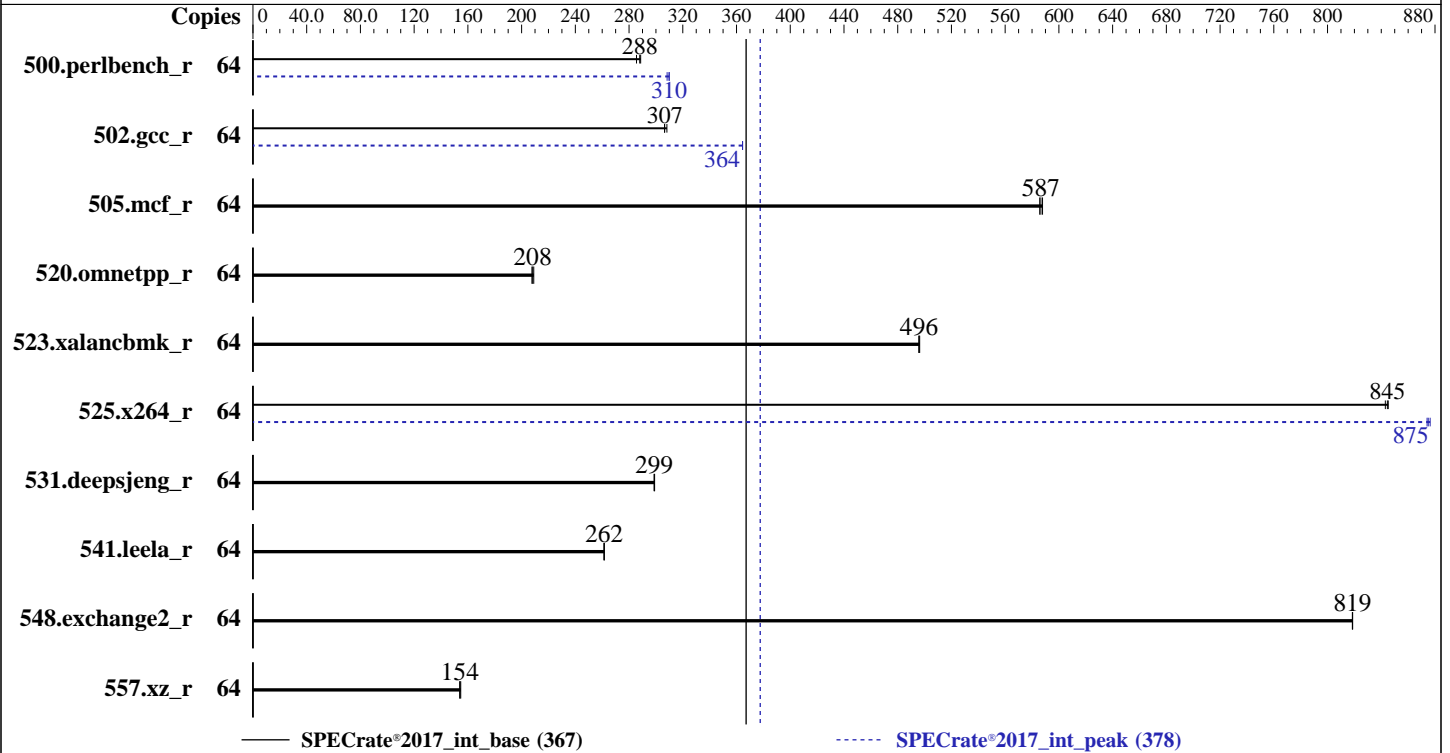 Copies 0 40.0 80.0 120 160 200 240 280 320 360 400 440 480 520 560 600 640 680 720 760 800 880
288
500.perlbench_r 64
310
307
502.gcc_r 64
364
587
505.mcf_r 64
208
520.omnetpp_r 64
496
523.xalancbmk_r 64
845
525.x264_r 64
875
299
531.deepsjeng_r 64
262
541.leela_r 64
819
548.exchange2_r 64
154
557.xz_r 64
SPECrate®2017_int_base (367) SPECrate®2017_int_peak (378)